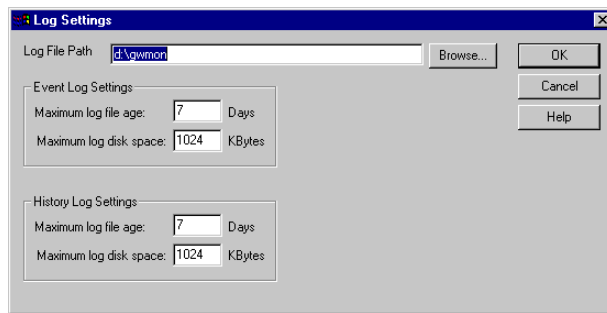 Log Settings
Log File Path d:\gwmon Browse... OK
Cancel
Help
Event Log Settings
Maximum log file age: 7 Days
Maximum log disk space: 1024 KBytes
History Log Settings
Maximum log file age: 7 Days
Maximum log disk space: 1024 KBytes